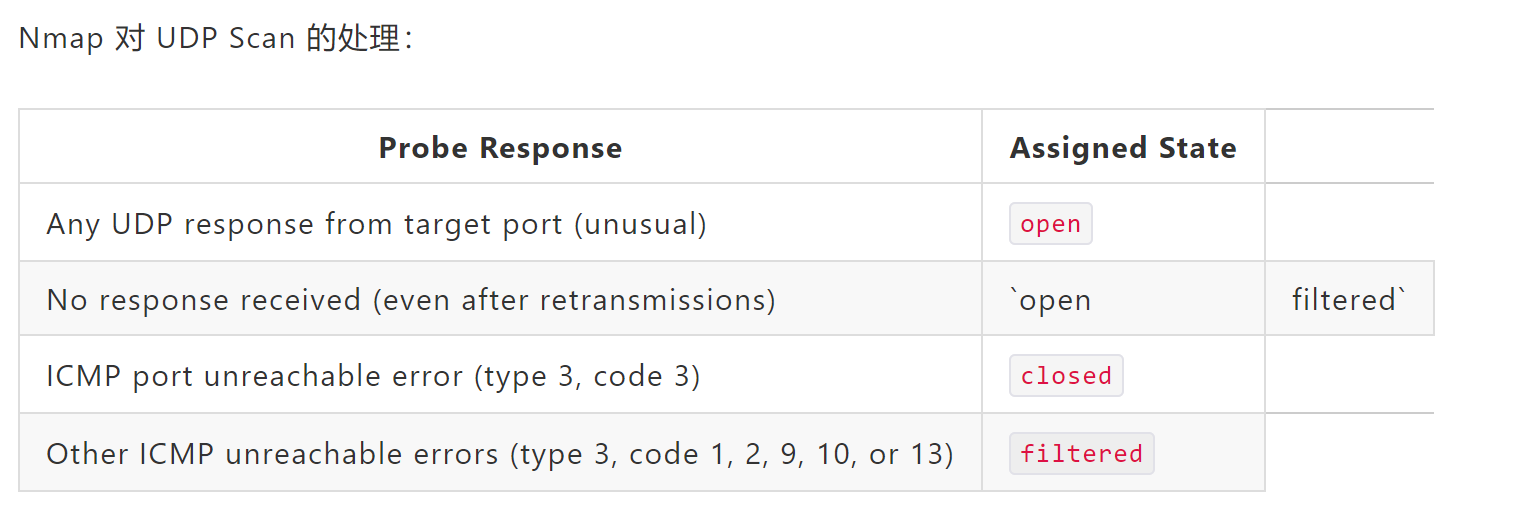 Nmap 对 UDP Scan 的处理：
Probe Response Assigned State
Any UDP response from target port (unusual) open
No response received (even after retransmissions) `open filtered`
ICMP port unreachable error (type 3, code 3) closed
Other ICMP unreachable errors (type 3, code 1, 2, 9, 10, or 13) filtered